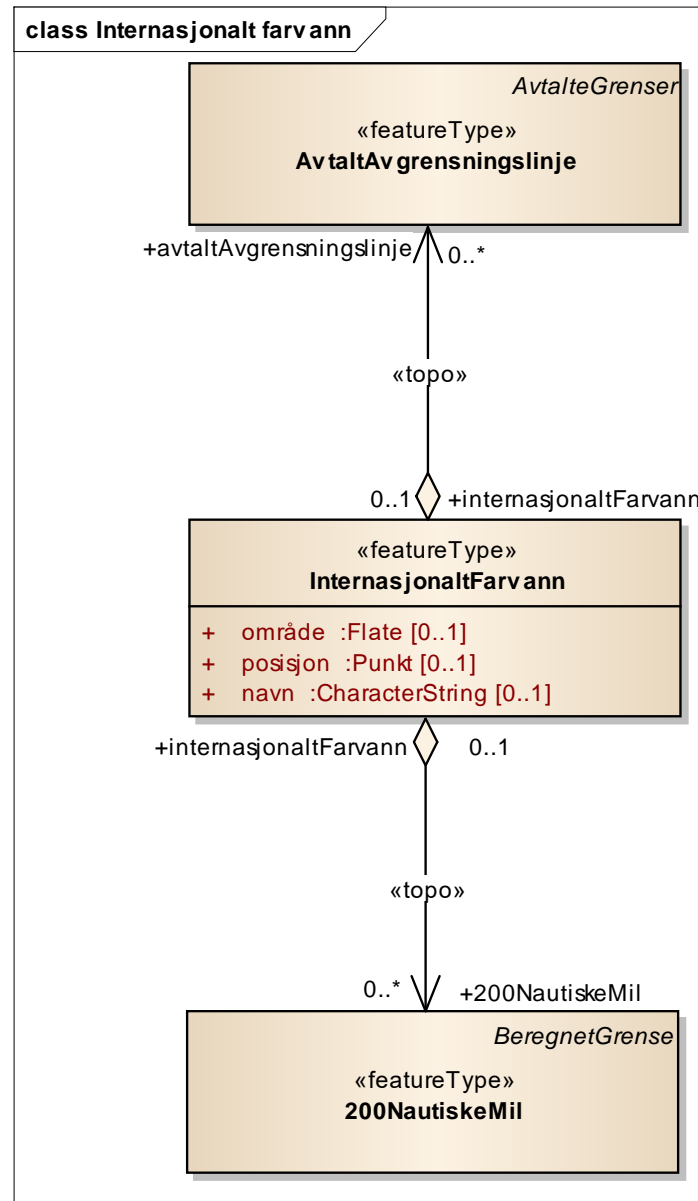 class Internasjonalt farvann
AvtalteGrenser
«featureType»
AvtaltAvgrensningslinje
+avtaltAvgrensningslinje 0..*
«topo»
0..1 +internasjonaltFarvann
«featureType»
InternasjonaltFarvann
+ område :Flate [0..1]
+ posisjon :Punkt [0..1]
+ navn :CharacterString [0..1]
+internasjonaltFarvann 0..1
«topo»
0..* +200NautiskeMil
BeregnetGrense
«featureType»
200NautiskeMil